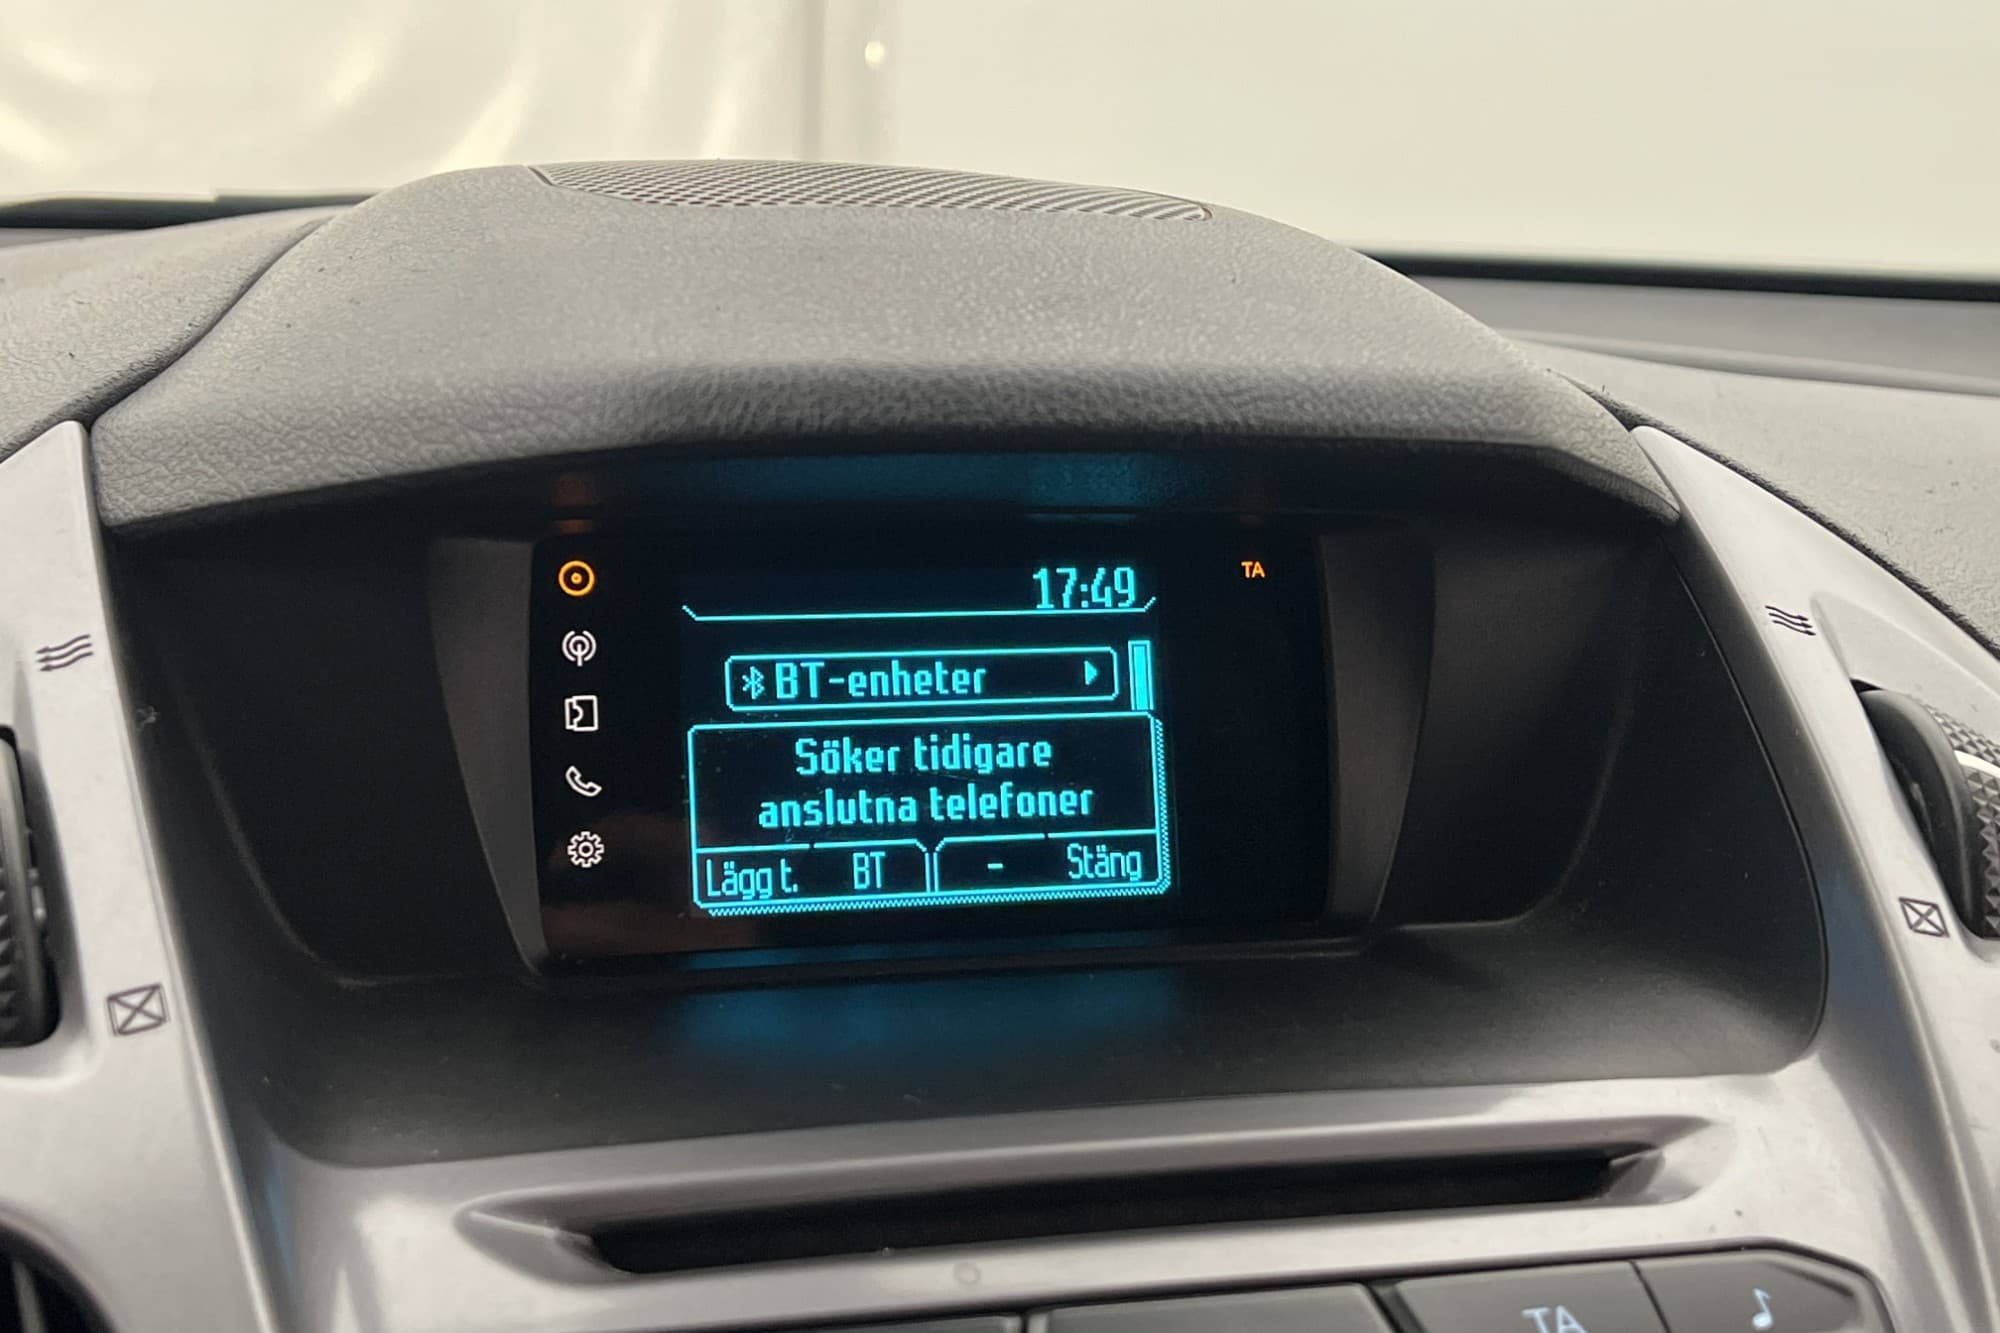 17:49
TA
BT-enheter
Söker tidigare
anslutna telefoner
Lägg t. BT - Stäng
TA